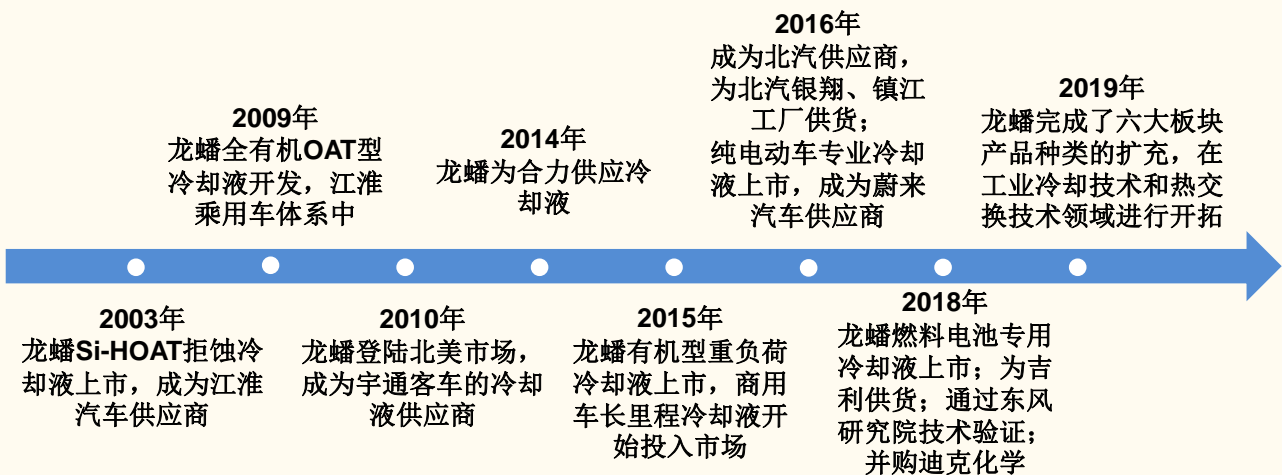 2003年
龙蟠Si-HOAT拒蚀冷
却液上市，成为江淮
汽车供应商
2009年
龙蟠全有机OAT型
冷却液开发，江淮
乘用车体系中
2010年
龙蟠登陆北美市场，
成为宇通客车的冷却
液供应商
2014年
龙蟠为合力供应冷
却液
2015年
龙蟠有机型重负荷
冷却液上市，商用
车长里程冷却液开
始投入市场
2016年
成为北汽供应商，
为北汽银翔、镇江
工厂供货；
纯电动车专业冷却
液上市，成为蔚来
汽车供应商
2018年
龙蟠燃料电池专用
冷却液上市；为吉
利供货；通过东风
研究院技术验证；
并购迪克化学
2019年
龙蟠完成了六大板块
产品种类的扩充，在
工业冷却技术和热交
换技术领域进行开拓